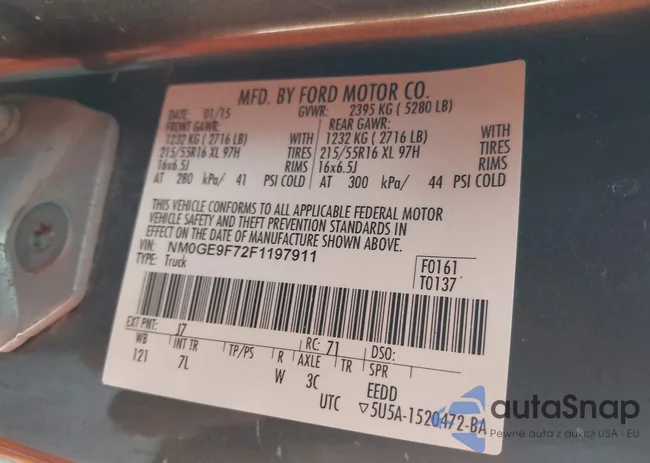 MFD. BY FORD MOTOR CO.
DATE: 01/15 GVWR: 2395 KG ( 5280 LB)
FRONT GAWR: REAR GAWR:
1232 KG ( 2716 LB) WITH 1232 KG ( 2716 LB) WITH
215/55R16 XL 97H TIRES 215/55R16 XL 97H TIRES
16x6.5J RIMS 16x6.5J RIMS
AT 280 kPa/ 41 PSI COLD AT 300 kPa/ 44 PSI COLD
THIS VEHICLE CONFORMS TO ALL APPLICABLE FEDERAL MOTOR
VEHICLE SAFETY AND THEFT PREVENTION STANDARDS IN
EFFECT ON THE DATE OF MANUFACTURE SHOWN ABOVE.
VIN: NM0GE9F72F1197911
TYPE: Truck
F0161
T0137
EXT PNT: J7 RC: 71 DSO:
WB INT TR TP/PS R AXLE TR SPR
121 7L W 3C EEDD
UTC ▽5U5A-1520472-BA
autaSnap
Pewne auta z aukcji USA i EU